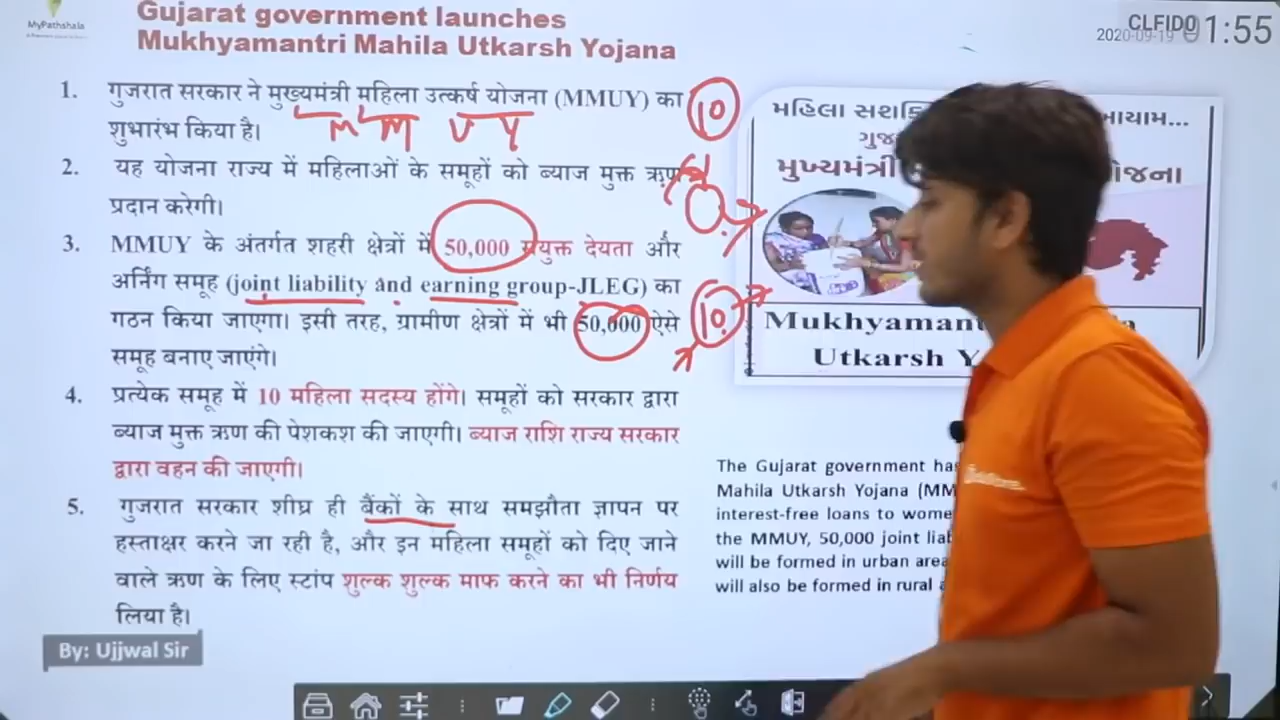 MyPathshala
Gujarat government launches
Mukhyamantri Mahila Utkarsh Yojana
CLFID0
2020-09-19 01:55
1. गुजरात सरकार ने मुख्यमंत्री महिला उत्कर्ष योजना (MMUY) का
शुभारंभ किया है।
M M U Y
10
2. यह योजना राज्य में महिलाओं के समूहों को ब्याज मुक्त ऋण
प्रदान करेगी।
3. MMUY के अंतर्गत शहरी क्षेत्रों में 50,000 संयुक्त देयता और
अर्निंग समूह (joint liability and earning group-JLEG) का
गठन किया जाएगा। इसी तरह, ग्रामीण क्षेत्रों में भी 50,000 ऐसे
समूह बनाए जाएंगे।
10
4. प्रत्येक समूह में 10 महिला सदस्य होंगे। समूहों को सरकार द्वारा
ब्याज मुक्त ऋण की पेशकश की जाएगी। ब्याज राशि राज्य सरकार
द्वारा वहन की जाएगी।
5. गुजरात सरकार शीघ्र ही बैंकों के साथ समझौता ज्ञापन पर
हस्ताक्षर करने जा रही है, और इन महिला समूहों को दिए जाने
वाले ऋण के लिए स्टांप शुल्क शुल्क माफ करने का भी निर्णय
लिया है।
By: Ujjwal Sir
મહિલા સશક્તિ આયામ...
ગુજ
મુખ્યમંત્રી ોજના
Mukhyamant a
Utkarsh Y
The Gujarat government has
Mahila Utkarsh Yojana (MM
interest-free loans to wome
the MMUY, 50,000 joint liab
will be formed in urban area
will also be formed in rural a